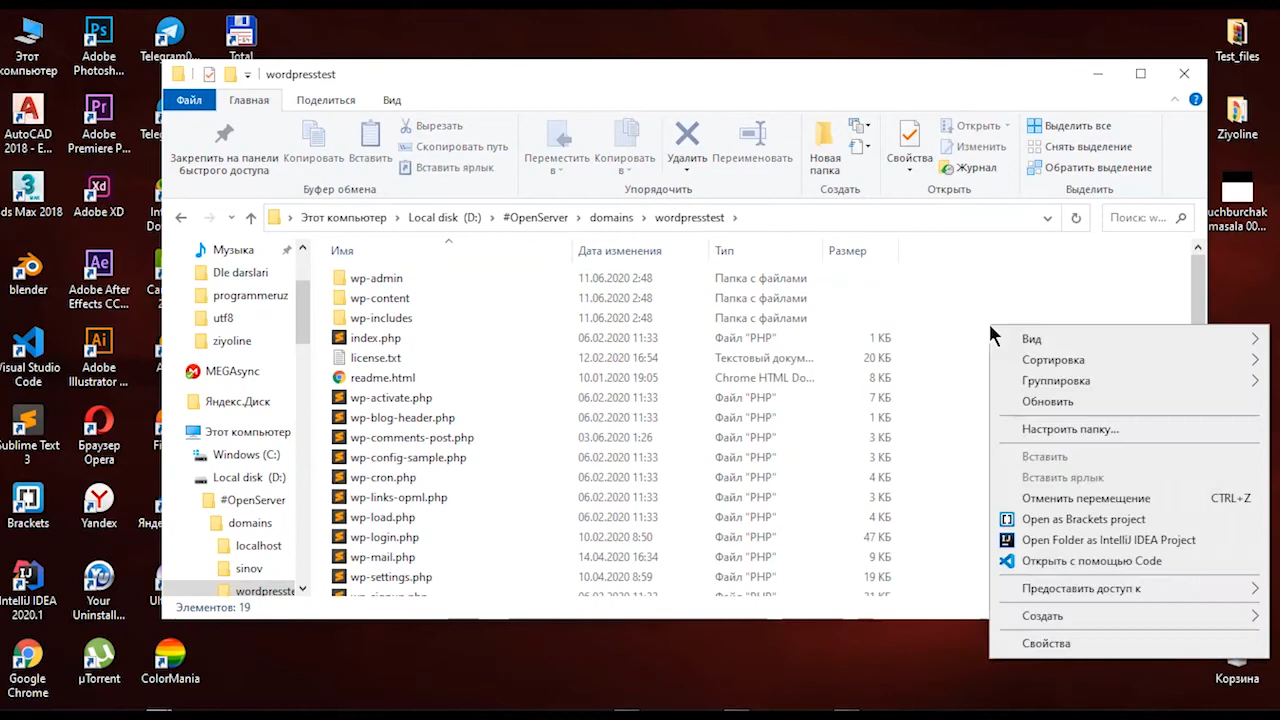 Этот
компьютер
Adobe
Photosh...
Telegram0...
Total
AutoCAD
2018 - E...
Adobe
Premiere P...
ds Max 2018
Adobe XD
blender
Adobe After
Effects CC...
Visual Studio
Code
Adobe
Illustrator ...
Sublime Text
3
Браузер
Opera
Brackets
Yandex
IntelliJ IDEA
2020.1
Your
Uninstal...
Google
Chrome
µTorrent
ColorMania
Test_files
Ziyoline
uchburchak
masala 00...
Корзина
wordpresstest
Файл
Главная
Поделиться
Вид
Закрепить на панели
быстрого доступа
Копировать
Вставить
Вырезать
Скопировать путь
Вставить ярлык
Буфер обмена
Переместить
в
Копировать
в
Удалить
Переименовать
Упорядочить
Новая
папка
Создать
Свойства
Открыть
Изменить
Журнал
Открыть
Выделить все
Снять выделение
Обратить выделение
Выделить
Этот компьютер
Local disk (D:)
#OpenServer
domains
wordpresstest
Поиск: w...
Музыка
Dle darslari
programmeruz
utf8
ziyoline
MEGAsync
Яндекс.Диск
Этот компьютер
Windows (C:)
Local disk (D:)
#OpenServer
domains
localhost
sinov
wordpresste
Имя
Дата изменения
Тип
Размер
wp-admin 11.06.2020 2:48 Папка с файлами
wp-content 11.06.2020 2:48 Папка с файлами
wp-includes 11.06.2020 2:48 Папка с файлами
index.php 06.02.2020 11:33 Файл "PHP" 1 КБ
license.txt 12.02.2020 16:54 Текстовый докум... 20 КБ
readme.html 10.01.2020 19:05 Chrome HTML Do... 8 КБ
wp-activate.php 06.02.2020 11:33 Файл "PHP" 7 КБ
wp-blog-header.php 06.02.2020 11:33 Файл "PHP" 1 КБ
wp-comments-post.php 03.06.2020 1:26 Файл "PHP" 3 КБ
wp-config-sample.php 06.02.2020 11:33 Файл "PHP" 3 КБ
wp-cron.php 06.02.2020 11:33 Файл "PHP" 4 КБ
wp-links-opml.php 06.02.2020 11:33 Файл "PHP" 3 КБ
wp-load.php 06.02.2020 11:33 Файл "PHP" 4 КБ
wp-login.php 10.02.2020 8:50 Файл "PHP" 47 КБ
wp-mail.php 14.04.2020 16:34 Файл "PHP" 9 КБ
wp-settings.php 10.04.2020 8:59 Файл "PHP" 19 КБ
Элементов: 19
Вид
Сортировка
Группировка
Обновить
Настроить папку...
Вставить
Вставить ярлык
Отменить перемещение CTRL+Z
Open as Brackets project
Open Folder as IntelliJ IDEA Project
Открыть с помощью Code
Предоставить доступ к
Создать
Свойства